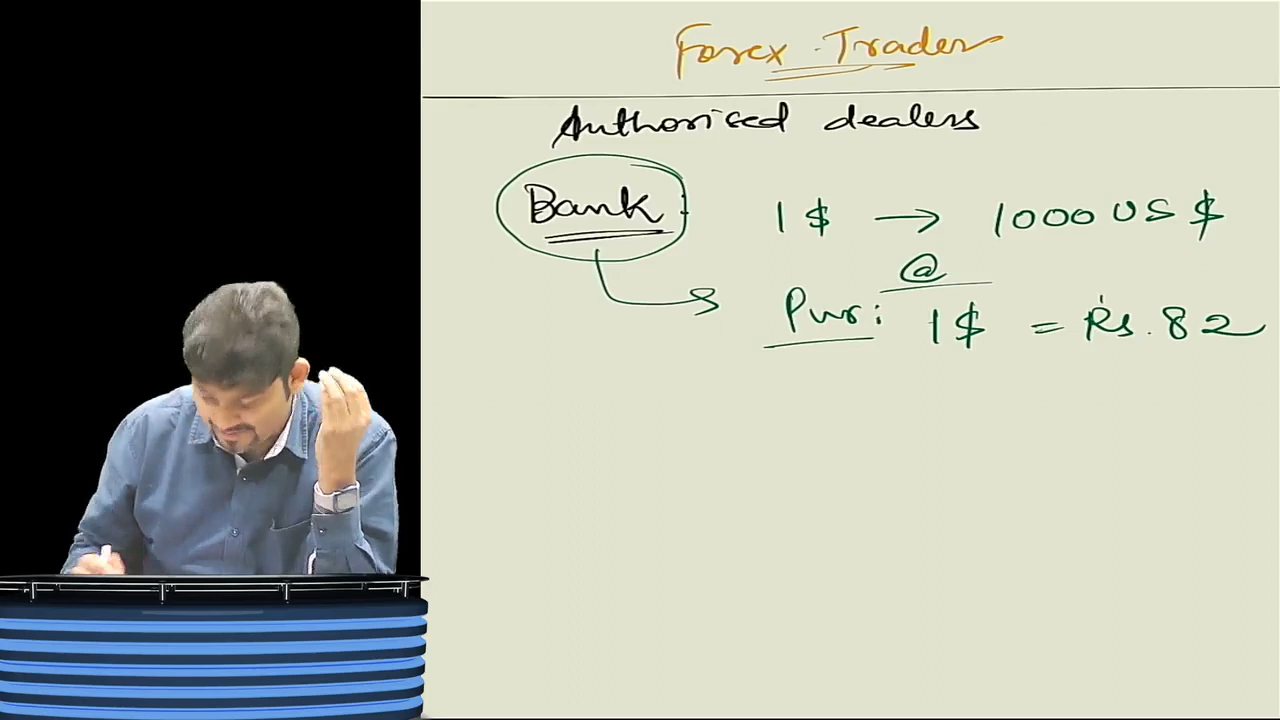 Forex Trader
Authorised dealers
Bank
1 $ → 1000 US $
@
Pur: 1 $ = Rs. 82